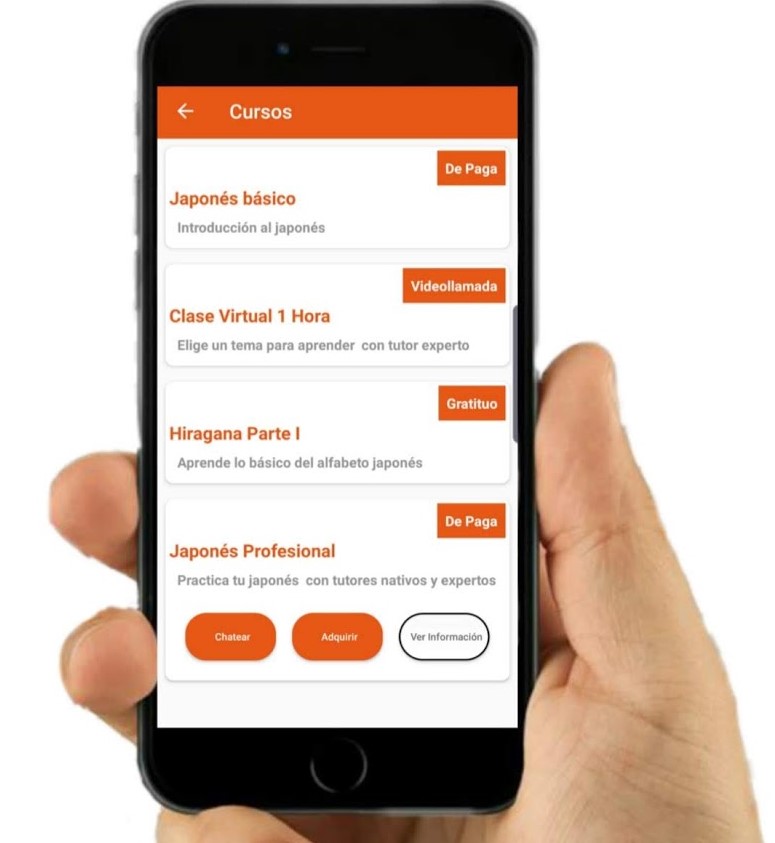 Cursos
De Paga
Japonés básico
Introducción al japonés
Videollamada
Clase Virtual 1 Hora
Elige un tema para aprender con tutor experto
Gratituo
Hiragana Parte I
Aprende lo básico del alfabeto japonés
De Paga
Japonés Profesional
Practica tu japonés con tutores nativos y expertos
Chatear Adquirir Ver Información